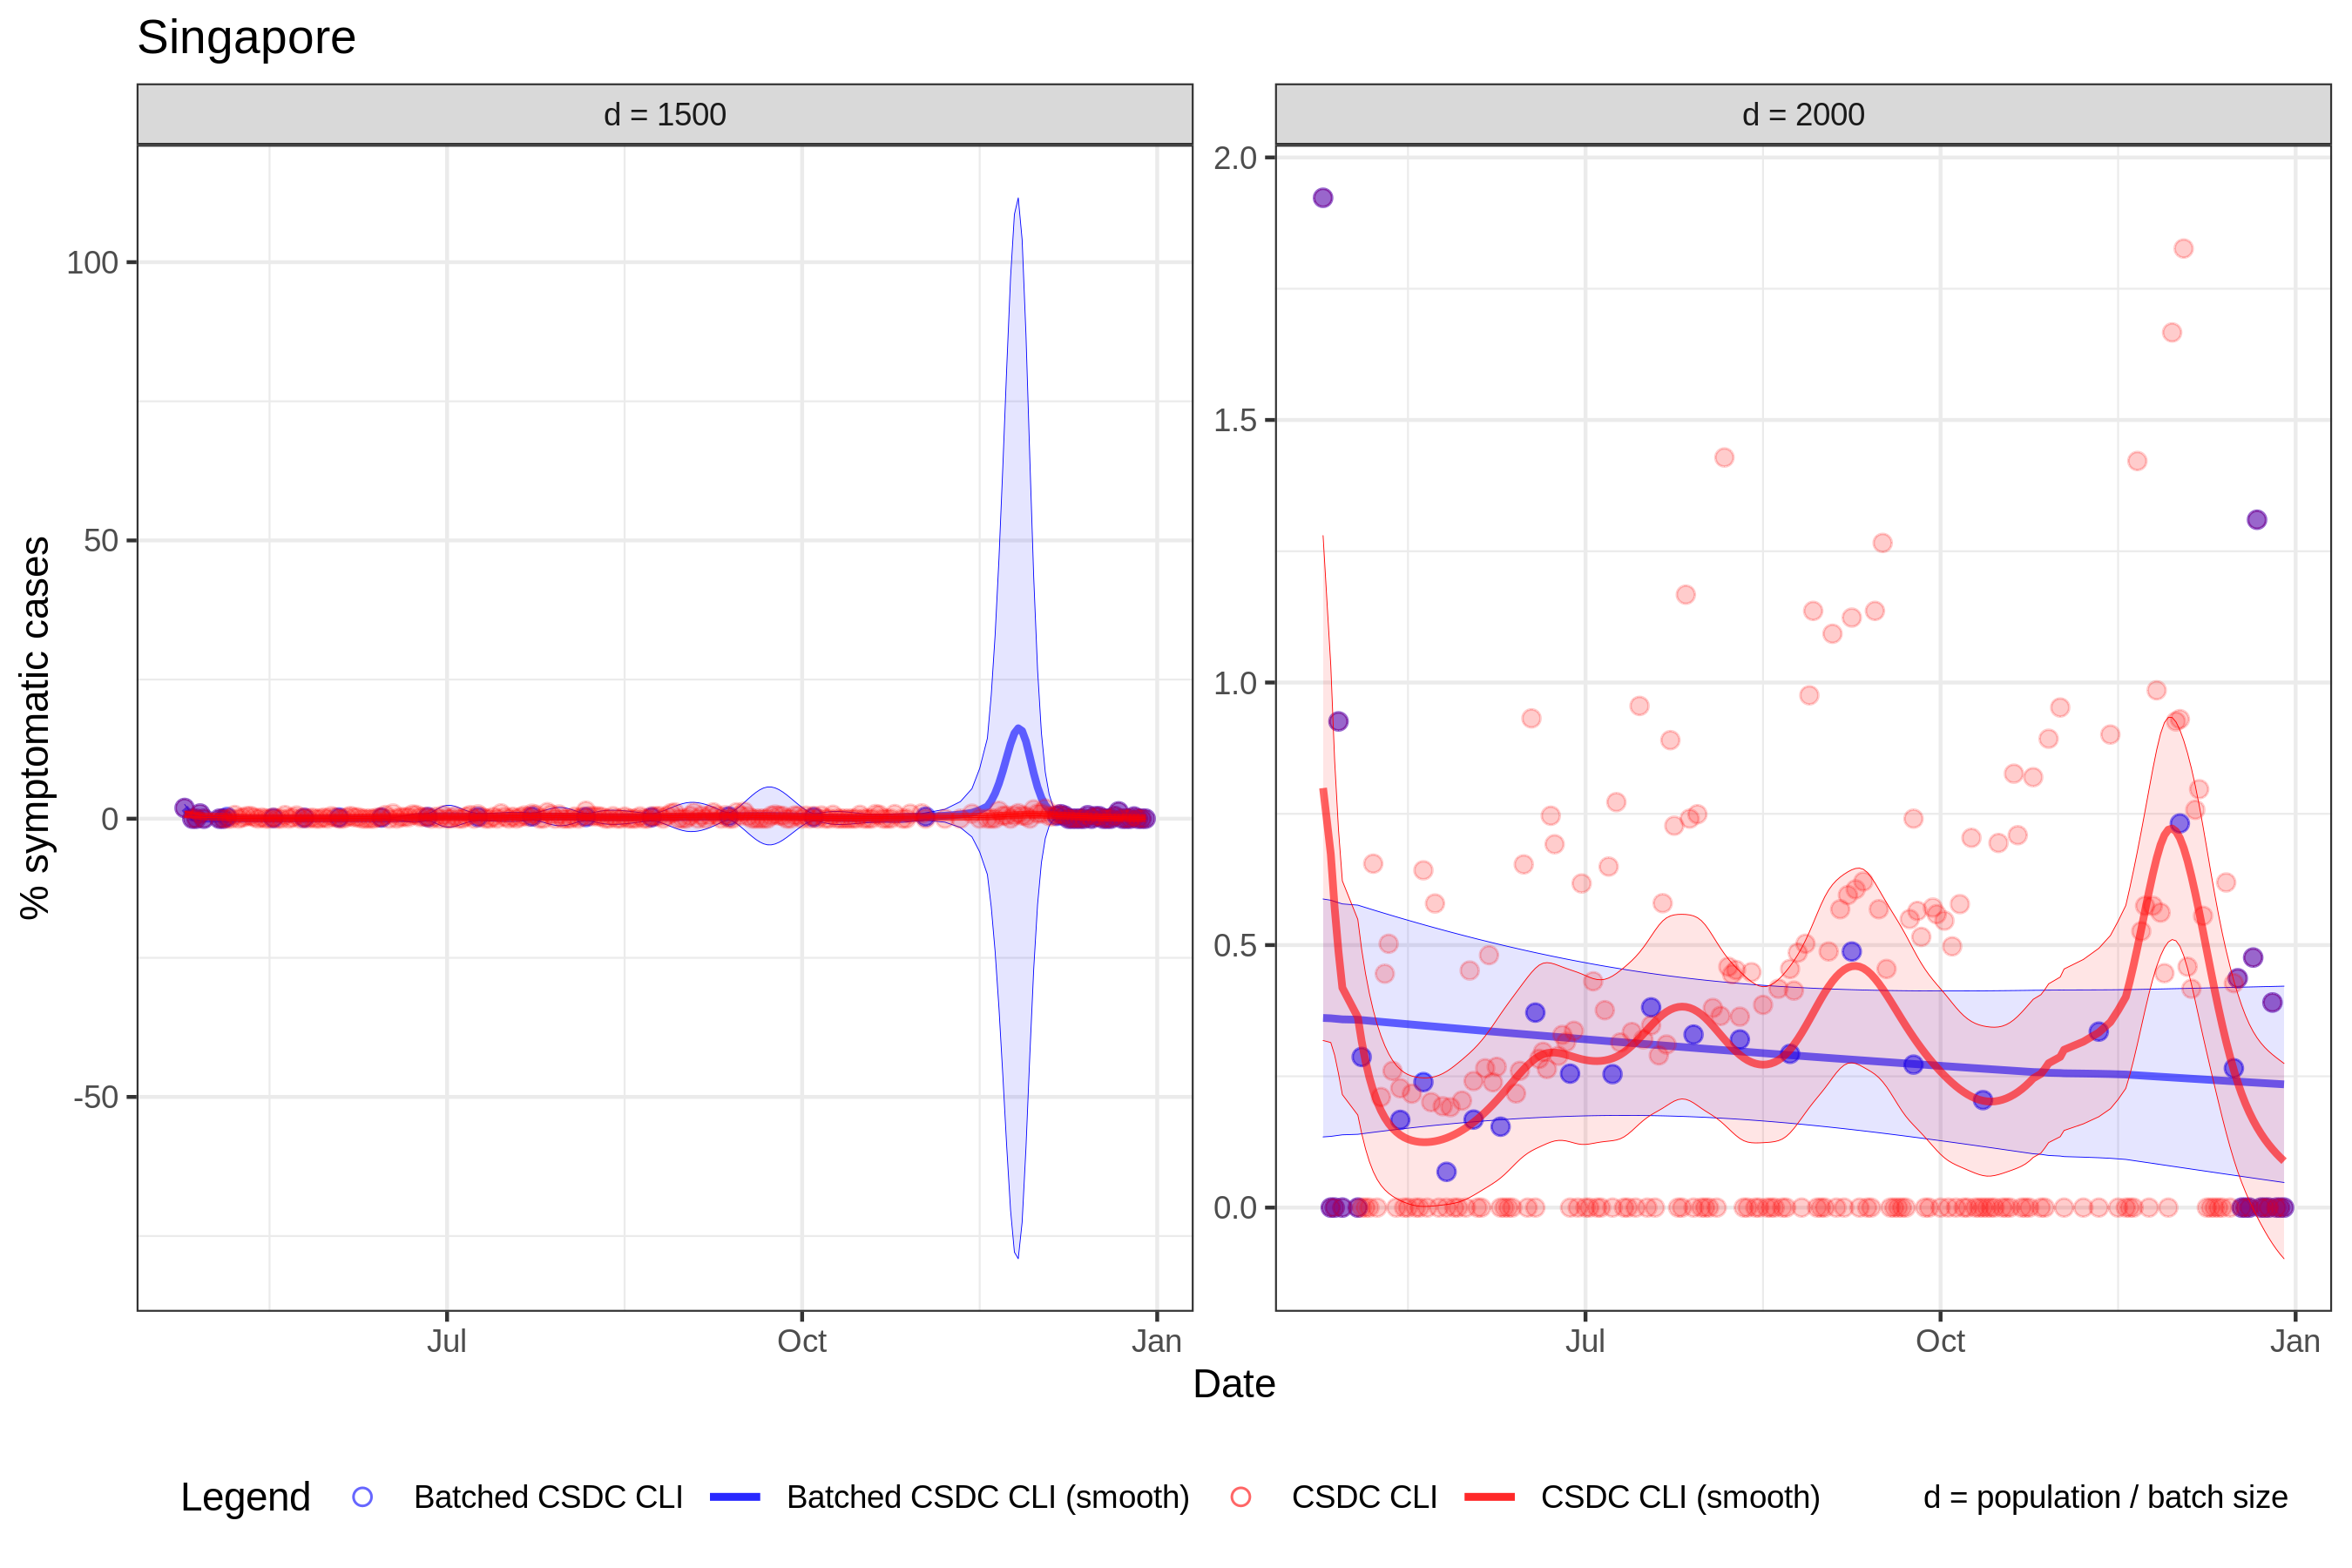 Singapore
d = 1500
d = 2000
% symptomatic cases
100
50
0
-50
2.0
1.5
1.0
0.5
0.0
Jul
Oct
Jan
Jul
Oct
Jan
Date
Legend
Batched CSDC CLI
Batched CSDC CLI (smooth)
CSDC CLI
CSDC CLI (smooth)
d = population / batch size